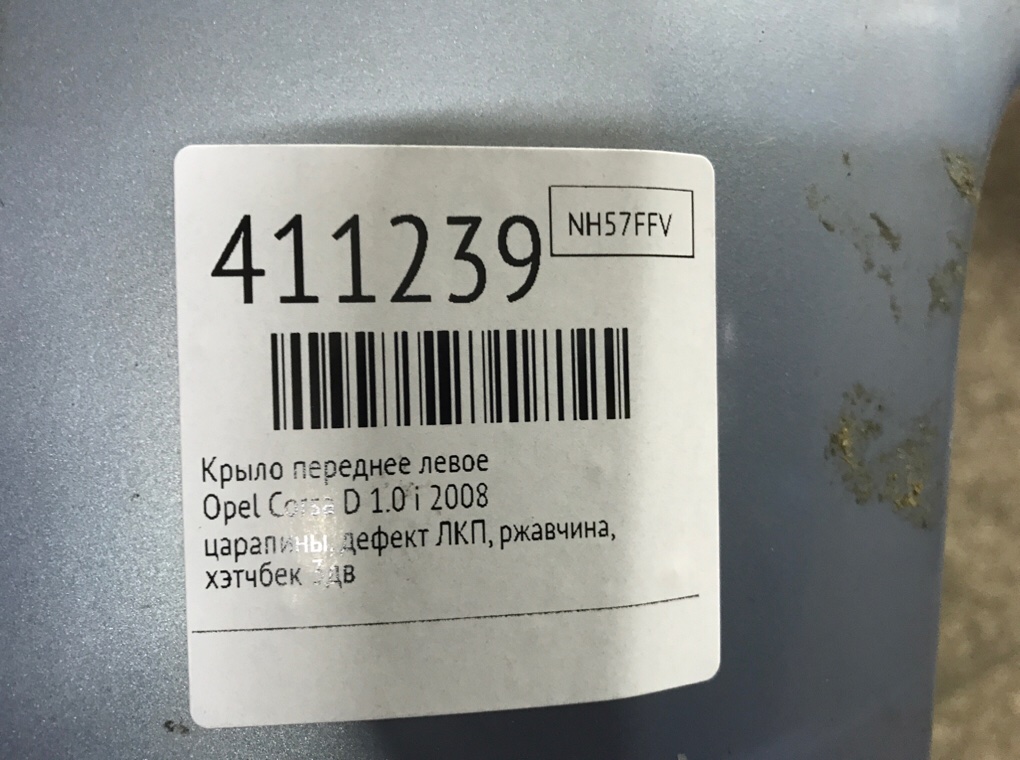 411239
NH57FFV
Крыло переднее левое
Opel Corsa D 1.0 i 2008
царапины, дефект ЛКП, ржавчина,
хэтчбек 3дв